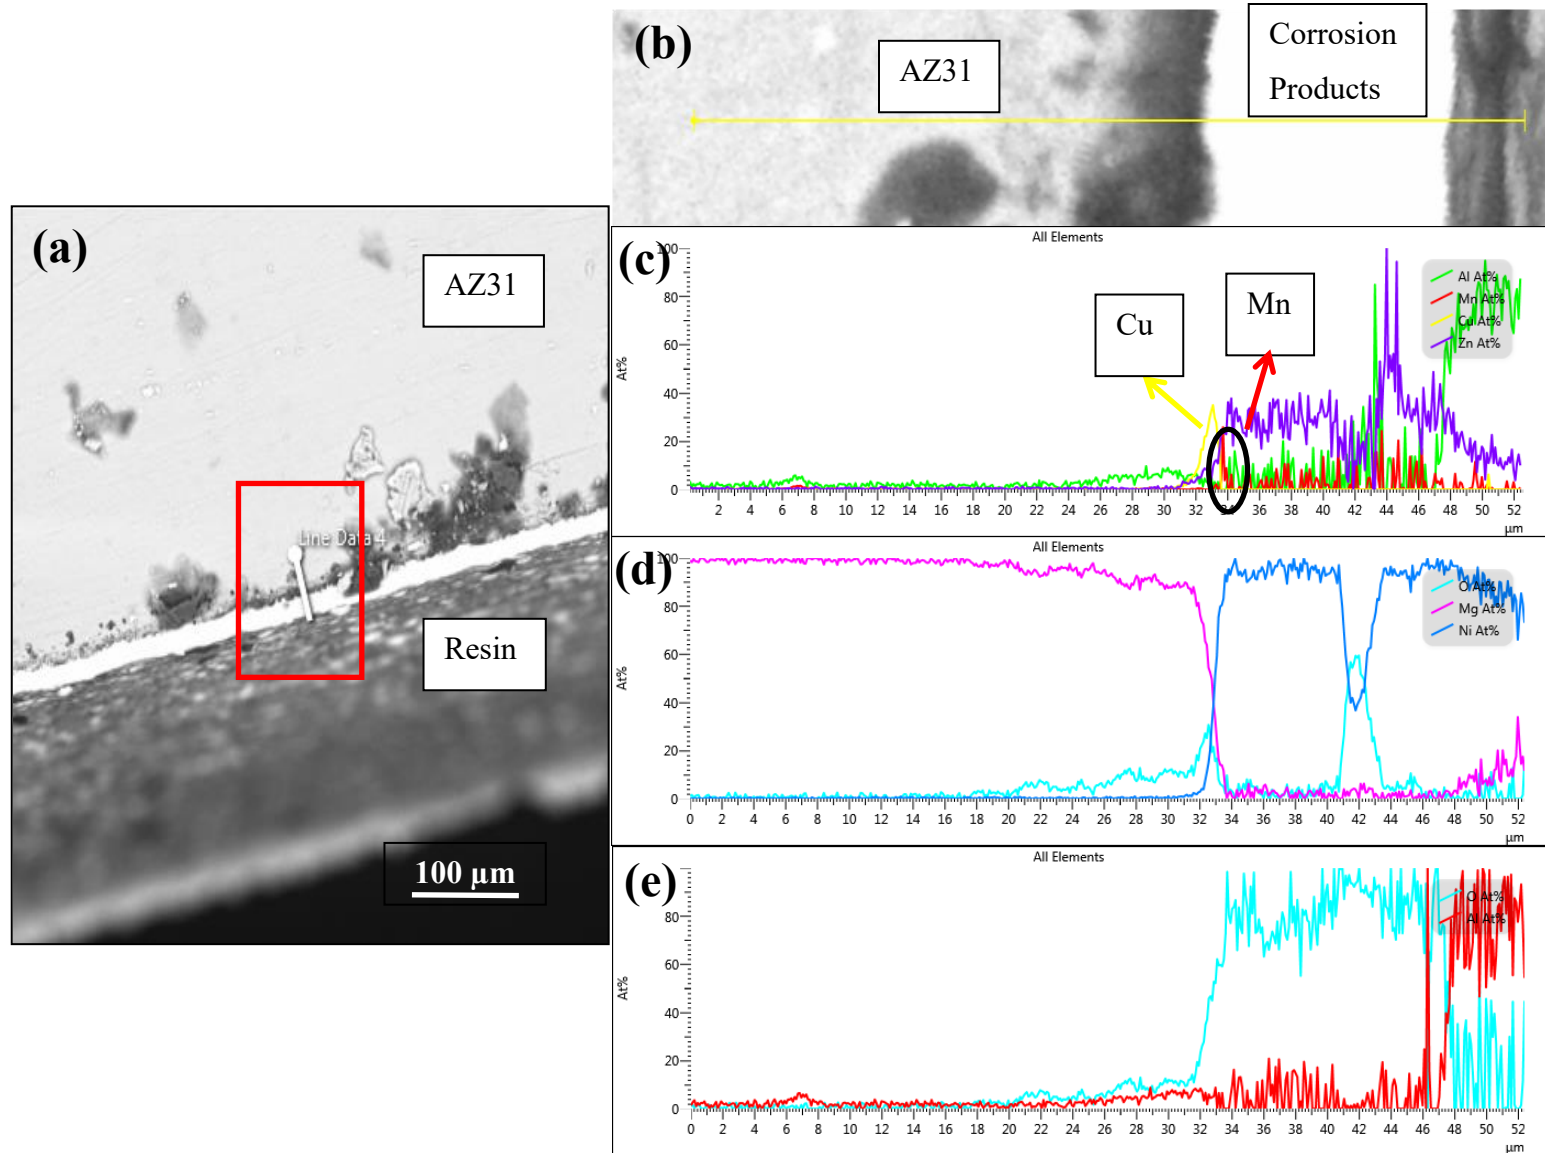 (a)
AZ31
Line Data 4
Resin
100 µm
(b)
AZ31
Corrosion
Products
(c)
All Elements
Al At%
Mn At%
Cu At%
Zn At%
Cu
Mn
At%
100
80
60
40
20
0
2 4 6 8 10 12 14 16 18 20 22 24 26 28 30 32 34 36 38 40 42 44 46 48 50 52
µm
(d)
All Elements
O At%
Mg At%
Ni At%
At%
100
80
60
40
20
0
0 2 4 6 8 10 12 14 16 18 20 22 24 26 28 30 32 34 36 38 40 42 44 46 48 50 52
µm
(e)
All Elements
O At%
Al At%
At%
80
60
40
20
0
0 2 4 6 8 10 12 14 16 18 20 22 24 26 28 30 32 34 36 38 40 42 44 46 48 50 52
µm